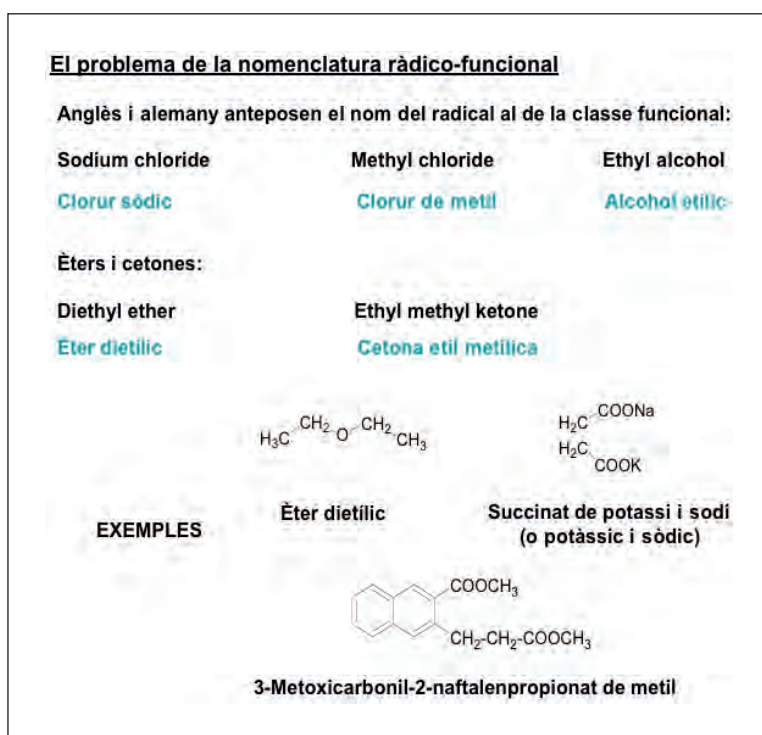 El problema de la nomenclatura ràdico-funcional
Anglès i alemany anteposen el nom del radical al de la classe funcional:
Sodium chloride Methyl chloride Ethyl alcohol
Clorur sòdic Clorur de metil Alcohol etílic
Èters i cetones:
Diethyl ether Ethyl methyl ketone
Èter dietílic Cetona etil metílica
H₃C CH₂ O CH₂ CH₃
H₂C COONa
H₂C COOK
Èter dietílic Succinat de potassi i sodi
EXEMPLES (o potàssic i sòdic)
COOCH₃
CH₂-CH₂-COOCH₃
3-Metoxicarbonil-2-naftalenpropionat de metil